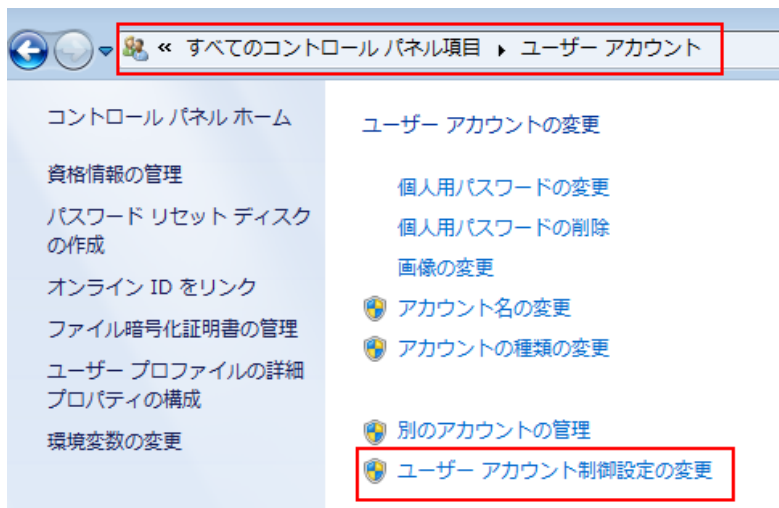 « すべてのコントロール パネル項目 ▸ ユーザー アカウント
コントロール パネル ホーム
資格情報の管理
パスワード リセット ディスク
の作成
オンライン ID をリンク
ファイル暗号化証明書の管理
ユーザー プロファイルの詳細
プロパティの構成
環境変数の変更
ユーザー アカウントの変更
個人用パスワードの変更
個人用パスワードの削除
画像の変更
アカウント名の変更
アカウントの種類の変更
別のアカウントの管理
ユーザー アカウント制御設定の変更